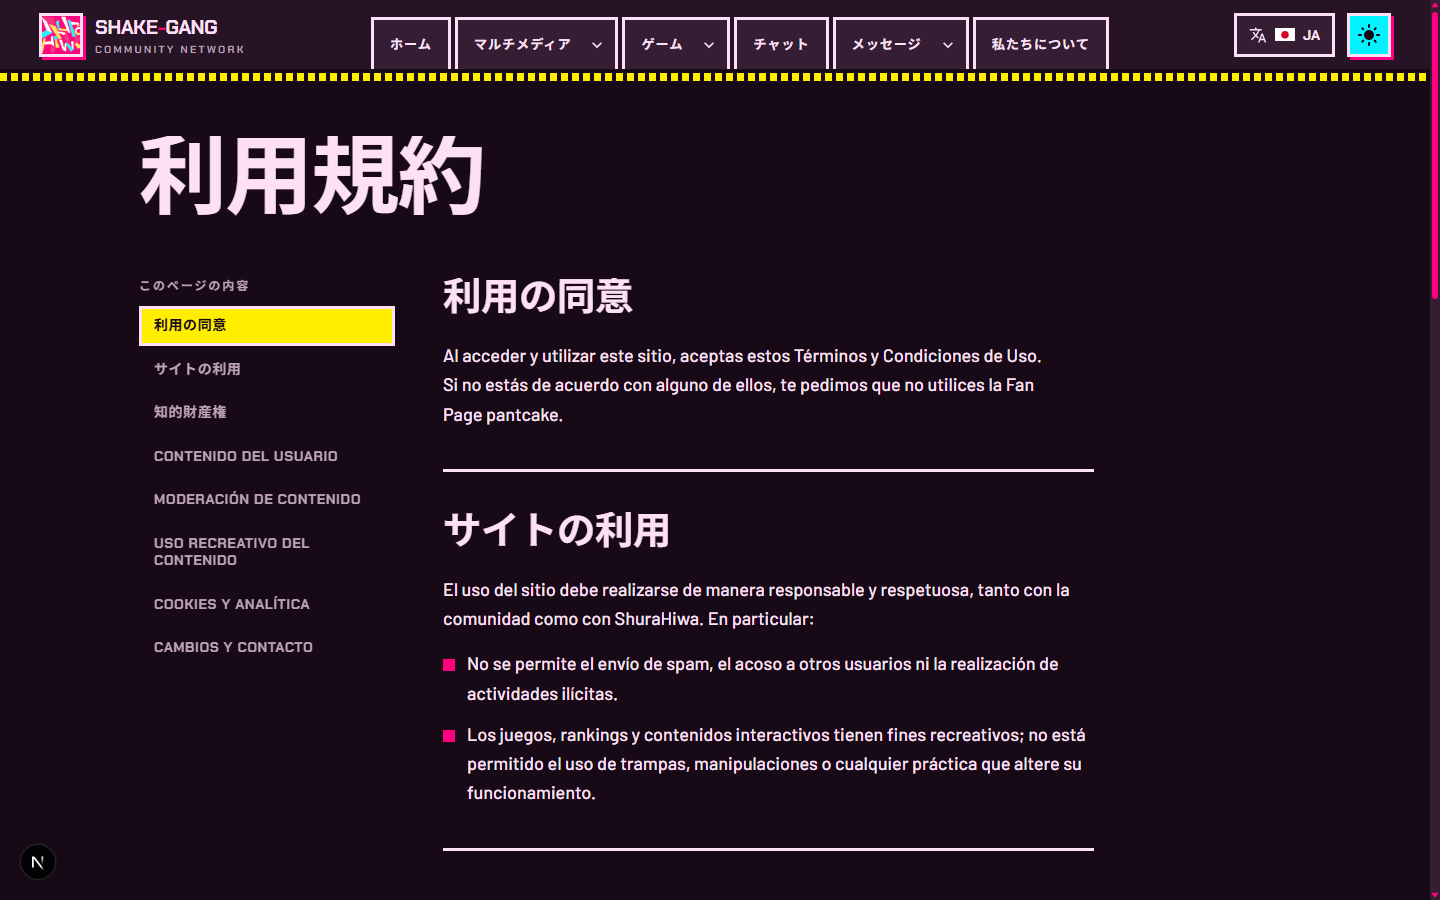 SHAKE-GANG
COMMUNITY NETWORK
ホーム
マルチメディア
ゲーム
チャット
メッセージ
私たちについて
JA
利用規約
このページの内容
利用の同意
サイトの利用
知的財産権
CONTENIDO DEL USUARIO
MODERACIÓN DE CONTENIDO
USO RECREATIVO DEL
CONTENIDO
COOKIES Y ANALÍTICA
CAMBIOS Y CONTACTO
利用の同意
Al acceder y utilizar este sitio, aceptas estos Términos y Condiciones de Uso.
Si no estás de acuerdo con alguno de ellos, te pedimos que no utilices la Fan
Page pantcake.
サイトの利用
El uso del sitio debe realizarse de manera responsable y respetuosa, tanto con la
comunidad como con ShuraHiwa. En particular:
No se permite el envío de spam, el acoso a otros usuarios ni la realización de
actividades ilícitas.
Los juegos, rankings y contenidos interactivos tienen fines recreativos; no está
permitido el uso de trampas, manipulaciones o cualquier práctica que altere su
funcionamiento.
N